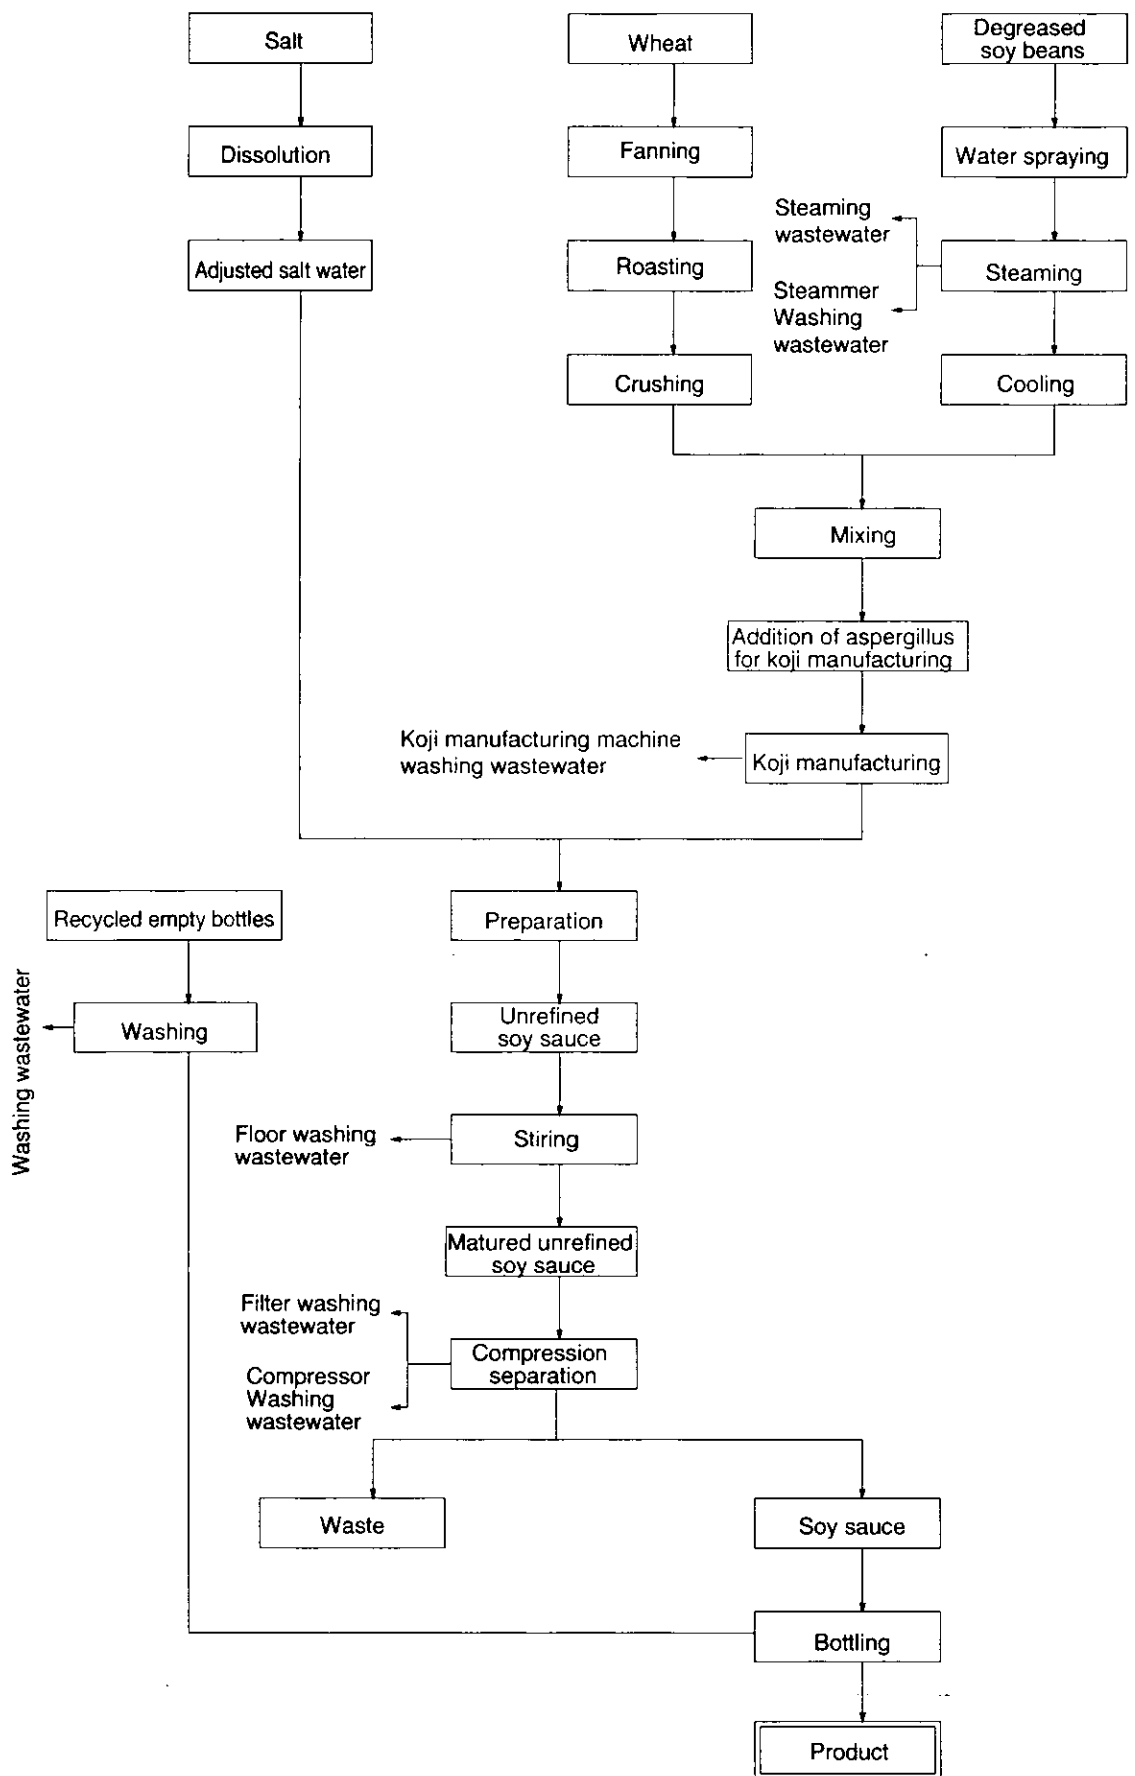 Salt
Wheat
Degreased
soy beans
Dissolution
Fanning
Water spraying
Steaming
wastewater
Adjusted salt water
Roasting
Steaming
Steammer
Washing
wastewater
Crushing
Cooling
Mixing
Addition of aspergillus
for koji manufacturing
Koji manufacturing machine
washing wastewater
Koji manufacturing
Recycled empty bottles
Preparation
Washing wastewater
Washing
Unrefined
soy sauce
Floor washing
wastewater
Stiring
Matured unrefined
soy sauce
Filter washing
wastewater
Compression
separation
Compressor
Washing
wastewater
Waste
Soy sauce
Bottling
Product